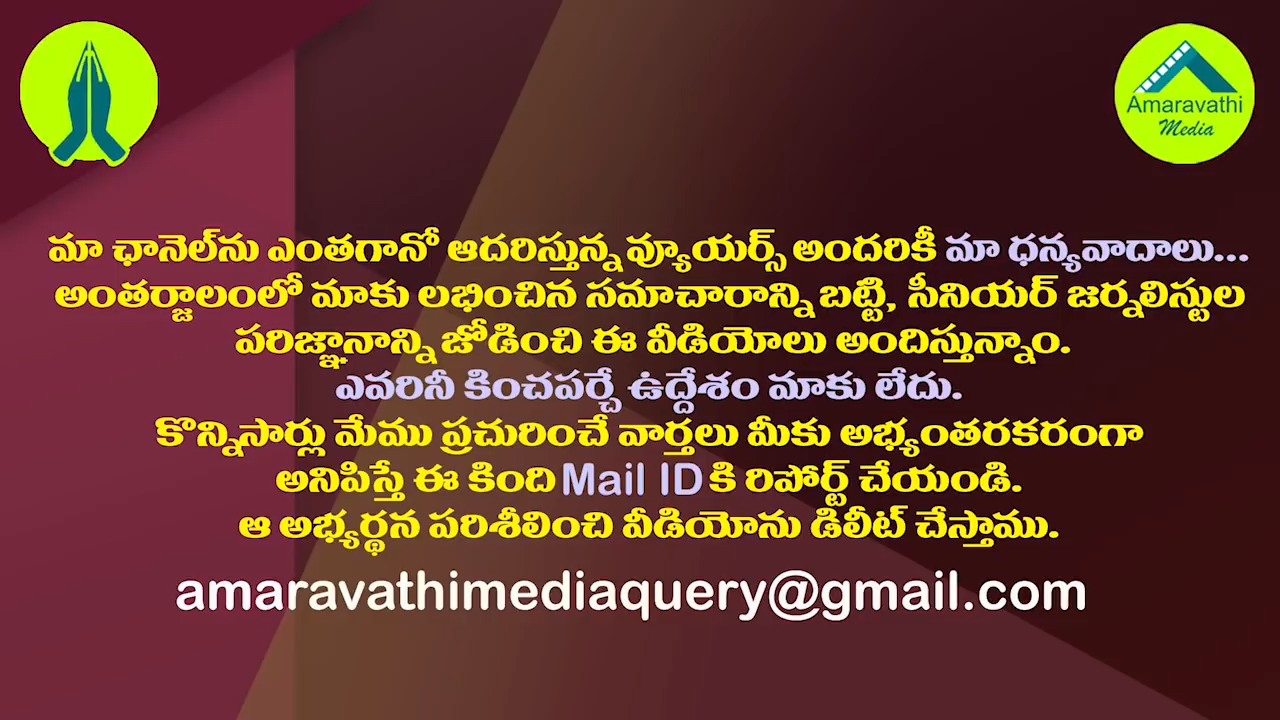 Amaravathi
Media
మా ఛానెల్‌ను ఎంతగానో ఆదరిస్తున్న వ్యూయర్స్ అందరికీ మా ధన్యవాదాలు...
అంతర్జాలంలో మాకు లభించిన సమాచారాన్ని బట్టి, సీనియర్ జర్నలిస్టుల
పరిజ్ఞానాన్ని జోడించి ఈ వీడియోలు అందిస్తున్నాం.
ఎవరినీ కించపర్చే ఉద్దేశం మాకు లేదు.
కొన్నిసార్లు మేము ప్రచురించే వార్తలు మీకు అభ్యంతరకరంగా
అనిపిస్తే ఈ కింది Mail ID కి రిపోర్ట్ చేయండి.
ఆ అభ్యర్థన పరిశీలించి వీడియోను డిలీట్ చేస్తాము.
amaravathimediaquery@gmail.com